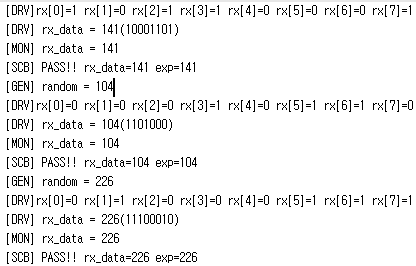 [DRV]rx[0]=1 rx[1]=0 rx[2]=1 rx[3]=1 rx[4]=0 rx[5]=0 rx[6]=0 rx[7]=1
[DRV] rx_data = 141(10001101)
[MON] rx_data = 141
[SCB] PASS!! rx_data=141 exp=141
[GEN] random = 104
[DRV]rx[0]=0 rx[1]=0 rx[2]=0 rx[3]=1 rx[4]=0 rx[5]=1 rx[6]=1 rx[7]=0
[DRV] rx_data = 104(1101000)
[MON] rx_data = 104
[SCB] PASS!! rx_data=104 exp=104
[GEN] random = 226
[DRV]rx[0]=0 rx[1]=1 rx[2]=0 rx[3]=0 rx[4]=0 rx[5]=1 rx[6]=1 rx[7]=1
[DRV] rx_data = 226(11100010)
[MON] rx_data = 226
[SCB] PASS!! rx_data=226 exp=226